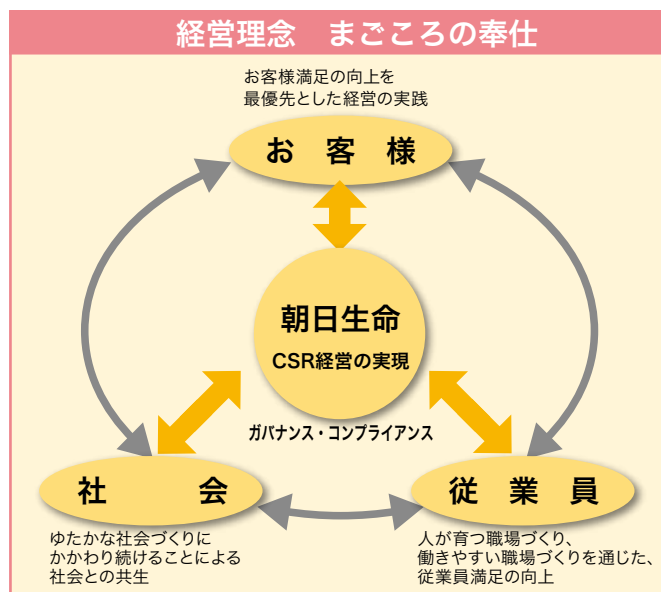 経営理念　まごころの奉仕
お客様満足の向上を
最優先とした経営の実践
お 客 様
朝日生命
CSR経営の実現
ガバナンス・コンプライアンス
社　会
ゆたかな社会づくりに
かかわり続けることによる
社会との共生
従 業 員
人が育つ職場づくり、
働きやすい職場づくりを通じた、
従業員満足の向上